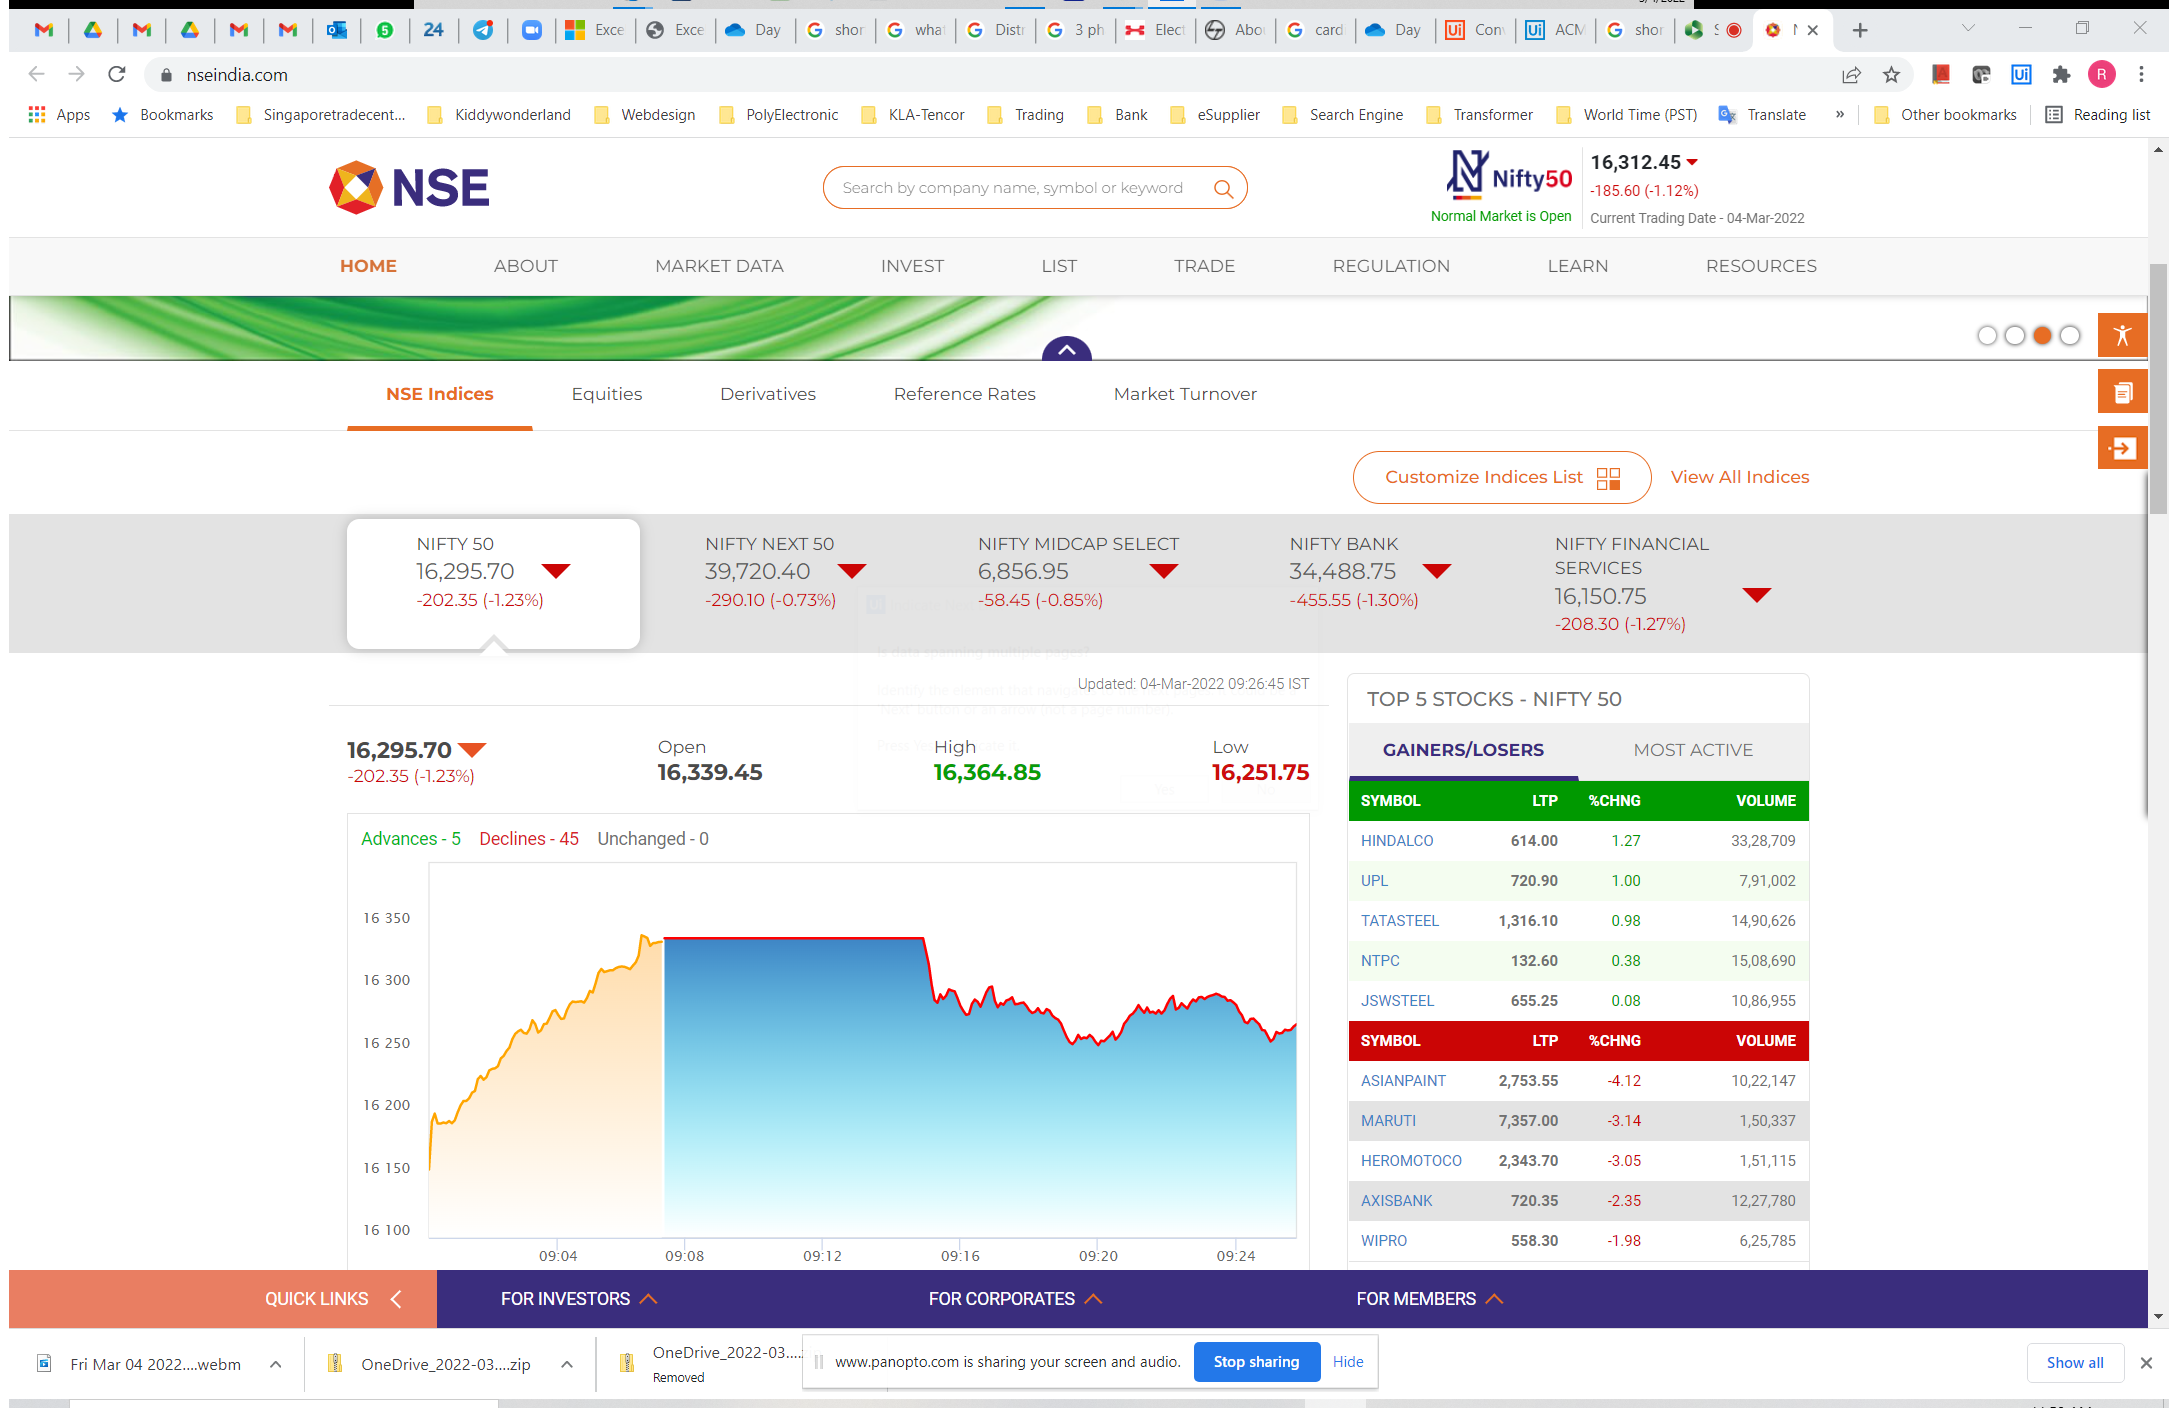 24
Exce
Exce
Day
shor
wha
Distr
3 ph
Elect
Abo
card
Day
Con
ACM
shor
nseindia.com
R
Apps
Bookmarks
Singaporetradecent...
Kiddywonderland
Webdesign
PolyElectronic
KLA-Tencor
Trading
Bank
eSupplier
Search Engine
Transformer
World Time (PST)
Translate
»
Other bookmarks
Reading list
NSE
Search by company name, symbol or keyword
Nifty50
Normal Market is Open
16,312.45
-185.60 (-1.12%)
Current Trading Date - 04-Mar-2022
HOME
ABOUT
MARKET DATA
INVEST
LIST
TRADE
REGULATION
LEARN
RESOURCES
NSE Indices
Equities
Derivatives
Reference Rates
Market Turnover
Customize Indices List
View All Indices
NIFTY 50
16,295.70
-202.35 (-1.23%)
NIFTY NEXT 50
39,720.40
-290.10 (-0.73%)
NIFTY MIDCAP SELECT
6,856.95
-58.45 (-0.85%)
NIFTY BANK
34,488.75
-455.55 (-1.30%)
NIFTY FINANCIAL
SERVICES
16,150.75
-208.30 (-1.27%)
Updated: 04-Mar-2022 09:26:45 IST
16,295.70
-202.35 (-1.23%)
Open
16,339.45
High
16,364.85
Low
16,251.75
Advances - 5 Declines - 45 Unchanged - 0
16 350
16 300
16 250
16 200
16 150
16 100
09:04 09:08 09:12 09:16 09:20 09:24
TOP 5 STOCKS - NIFTY 50
GAINERS/LOSERS MOST ACTIVE
SYMBOL LTP %CHNG VOLUME
HINDALCO 614.00 1.27 33,28,709
UPL 720.90 1.00 7,91,002
TATASTEEL 1,316.10 0.98 14,90,626
NTPC 132.60 0.38 15,08,690
JSWSTEEL 655.25 0.08 10,86,955
SYMBOL LTP %CHNG VOLUME
ASIANPAINT 2,753.55 -4.12 10,22,147
MARUTI 7,357.00 -3.14 1,50,337
HEROMOTOCO 2,343.70 -3.05 1,51,115
AXISBANK 720.35 -2.35 12,27,780
WIPRO 558.30 -1.98 6,25,785
QUICK LINKS
FOR INVESTORS
FOR CORPORATES
FOR MEMBERS
Fri Mar 04 2022....webm
OneDrive_2022-03....zip
OneDrive_2022-03....z
Removed
www.panopto.com is sharing your screen and audio.
Stop sharing
Hide
Show all